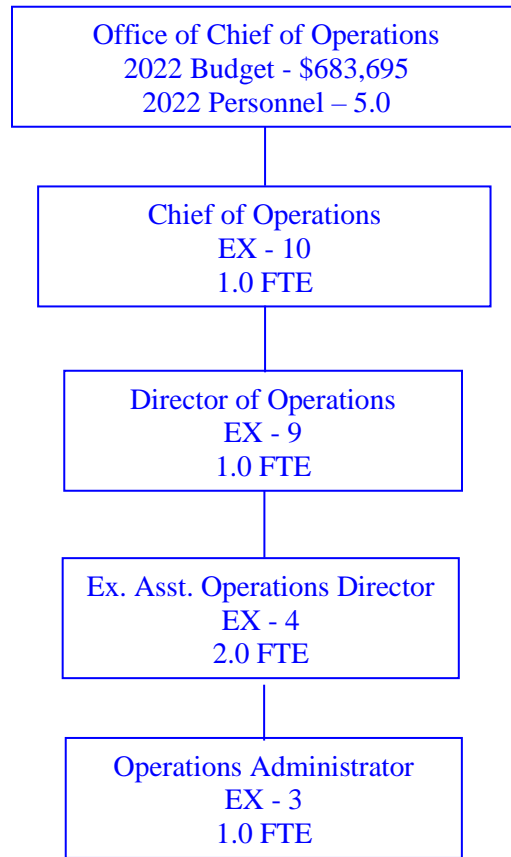 Office of Chief of Operations
2022 Budget - $683,695
2022 Personnel – 5.0
Chief of Operations
EX - 10
1.0 FTE
Director of Operations
EX - 9
1.0 FTE
Ex. Asst. Operations Director
EX - 4
2.0 FTE
Operations Administrator
EX - 3
1.0 FTE